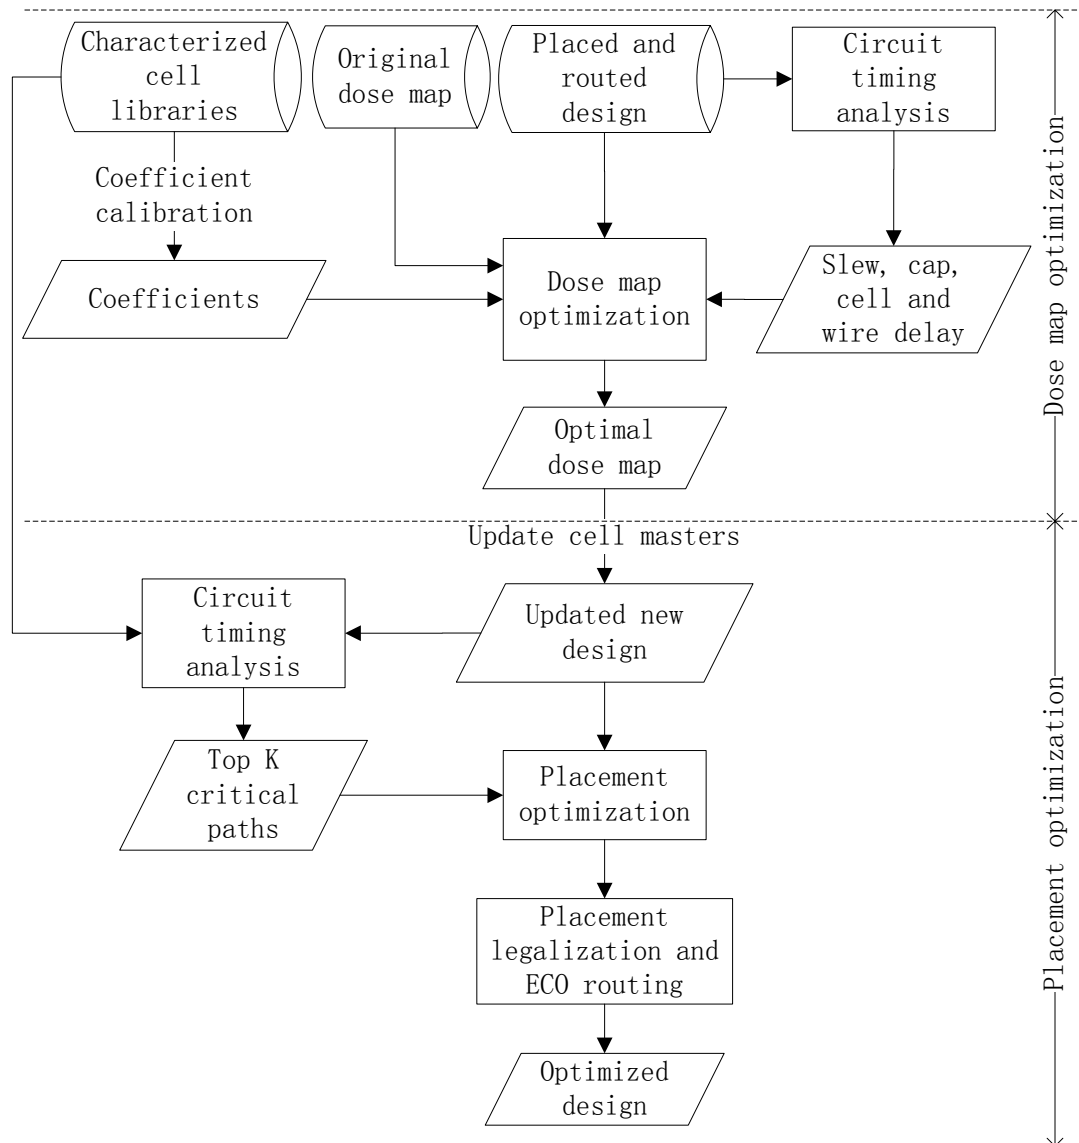 Characterized
cell
libraries
Original
dose map
Placed and
routed
design
Circuit
timing
analysis
Coefficient
calibration
Coefficients
Dose map
optimization
Slew, cap,
cell and
wire delay
Optimal
dose map
Dose map optimization
Update cell masters
Circuit
timing
analysis
Updated new
design
Top K
critical
paths
Placement
optimization
Placement
legalization and
ECO routing
Optimized
design
Placement optimization